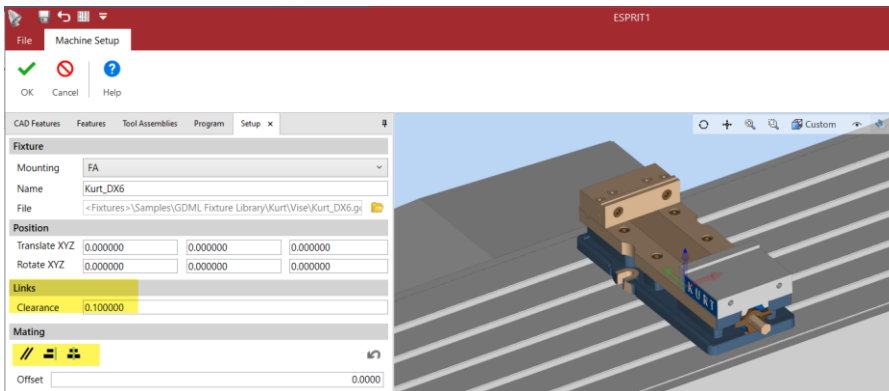 ESPRIT1
File Machine Setup
OK Cancel Help
CAD Features Features Tool Assemblies Program Setup x
Custom
Fixture
Mounting FA
Name Kurt_DX6
File <Fixtures>\Samples\GDML Fixture Library\Kurt\Vise\Kurt_DX6.g
Position
Translate XYZ 0.000000 0.000000 0.000000
Rotate XYZ 0.000000 0.000000 0.000000
Links
Clearance 0.100000
Mating
Offset 0.0000
KURT